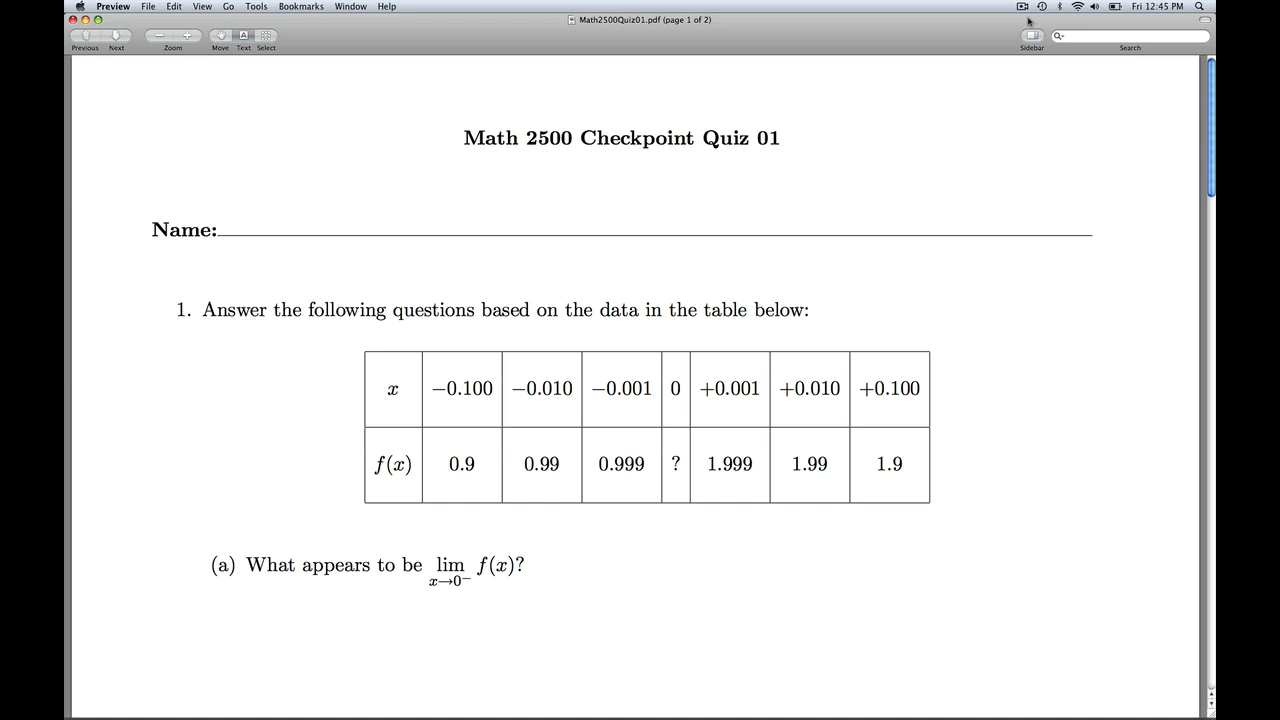 Preview File Edit View Go Tools Bookmarks Window Help Fri 12:45 PM
Math2500Quiz01.pdf (page 1 of 2)
Previous Next Zoom Move Text Select Sidebar Search
Math 2500 Checkpoint Quiz 01
Name:
1. Answer the following questions based on the data in the table below:
x −0.100 −0.010 −0.001 0 +0.001 +0.010 +0.100
f(x) 0.9 0.99 0.999 ? 1.999 1.99 1.9
(a) What appears to be lim f(x)?
x→0−